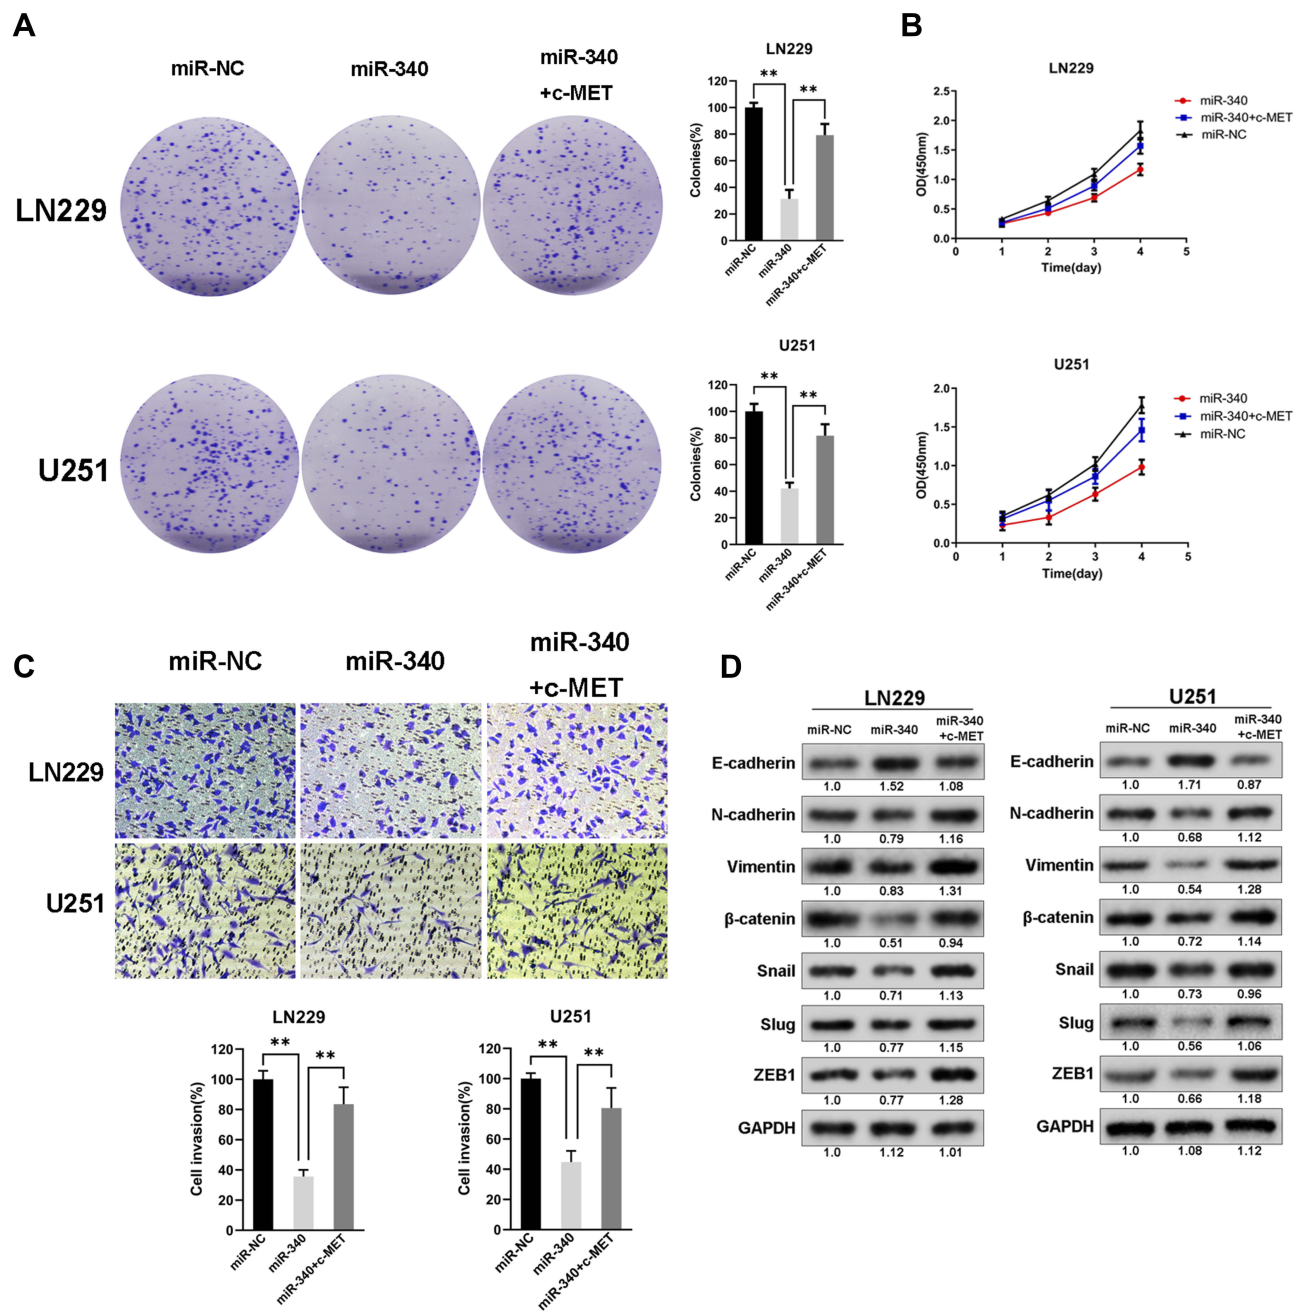 A
miR-NC
miR-340
miR-340
+c-MET
LN229
U251
LN229
Colonies(%)
120
100
80
60
40
20
0
**
**
miR-NC
miR-340
miR-340+c-MET
U251
Colonies(%)
120
100
80
60
40
20
0
**
**
miR-NC
miR-340
miR-340+c-MET
B
LN229
OD(450nm)
2.5
2.0
1.5
1.0
0.5
0.0
0 1 2 3 4 5
Time(day)
miR-340
miR-340+c-MET
miR-NC
U251
OD(450nm)
2.0
1.5
1.0
0.5
0.0
0 1 2 3 4 5
Time(day)
miR-340
miR-340+c-MET
miR-NC
C
miR-NC
miR-340
miR-340
+c-MET
LN229
U251
LN229
Cell invasion(%)
120
100
80
60
40
20
0
**
**
miR-NC
miR-340
miR-340+c-MET
U251
Cell invasion(%)
120
100
80
60
40
20
0
**
**
miR-NC
miR-340
miR-340+c-MET
D
LN229
miR-NC miR-340 miR-340
+c-MET
E-cadherin
1.0 1.52 1.08
N-cadherin
1.0 0.79 1.16
Vimentin
1.0 0.83 1.31
β-catenin
1.0 0.51 0.94
Snail
1.0 0.71 1.13
Slug
1.0 0.77 1.15
ZEB1
1.0 0.77 1.28
GAPDH
1.0 1.12 1.01
U251
miR-NC miR-340 miR-340
+c-MET
E-cadherin
1.0 1.71 0.87
N-cadherin
1.0 0.68 1.12
Vimentin
1.0 0.54 1.28
β-catenin
1.0 0.72 1.14
Snail
1.0 0.73 0.96
Slug
1.0 0.56 1.06
ZEB1
1.0 0.66 1.18
GAPDH
1.0 1.08 1.12